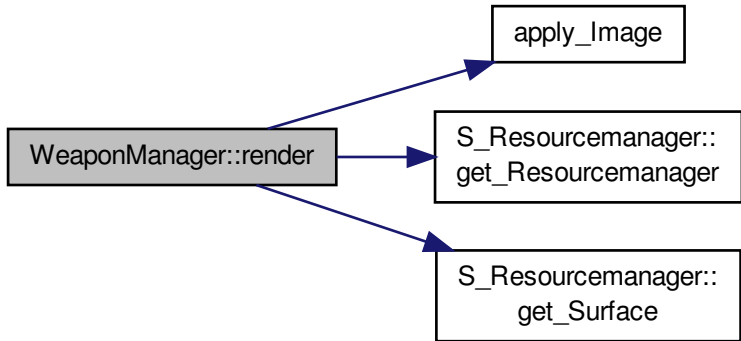 apply_Image
WeaponManager::render
S_Resourcemanager::
get_Resourcemanager
S_Resourcemanager::
get_Surface